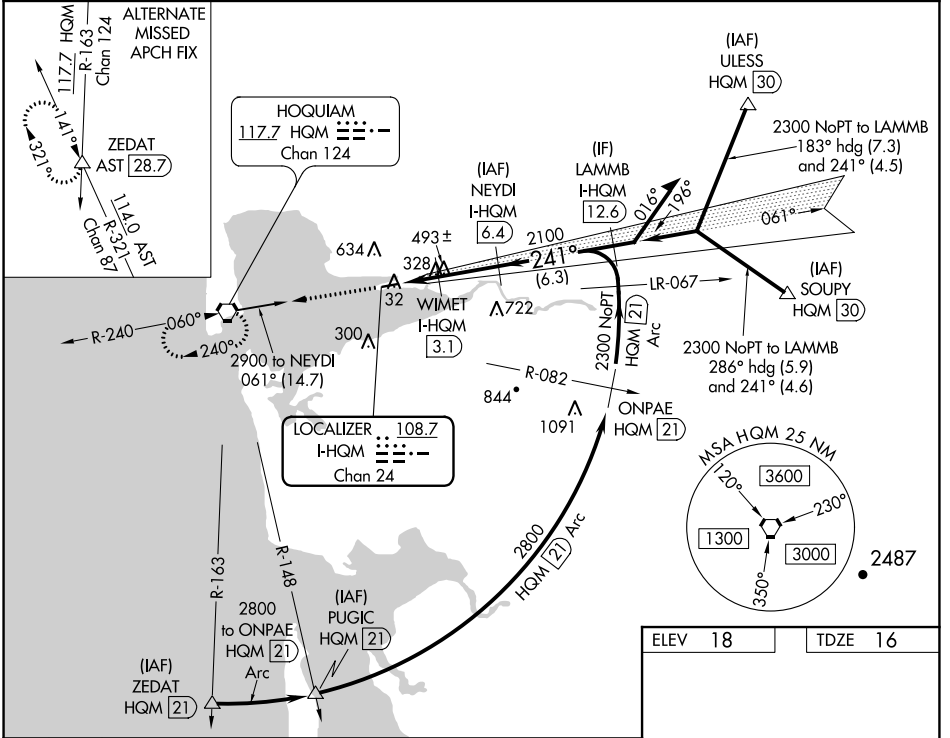 ALTERNATE
MISSED
APCH FIX
117.7 HQM
R-163
Chan 124
141°
321°
ZEDAT
AST 28.7
114.0 AST
R-321
Chan 87
HOQUIAM
117.7 HQM
Chan 124
(IAF)
ULESS
HQM 30
2300 NoPT to LAMMB
183° hdg (7.3)
and 241° (4.5)
(IF)
LAMMB
I-HQM
12.6
016°
196°
061°
(IAF)
NEYDI
I-HQM
6.4
2100
241°
(6.3)
634
493±
328
32
WIMET
I-HQM
3.1
722
LR-067
(IAF)
SOUPY
HQM 30
2300 NoPT to LAMMB
286° hdg (5.9)
and 241° (4.6)
R-240
060°
240°
2900 to NEYDI
061° (14.7)
300
2300 NoPT
HQM 21
Arc
R-082
844
1091
ONPAE
HQM 21
LOCALIZER 108.7
I-HQM
Chan 24
MSA HQM 25 NM
120°
3600
230°
1300
3000
350°
2487
2800
HQM 21 Arc
R-163
R-148
(IAF)
PUGIC
HQM 21
2800
to ONPAE
HQM 21
Arc
(IAF)
ZEDAT
HQM 21
ELEV 18
TDZE 16